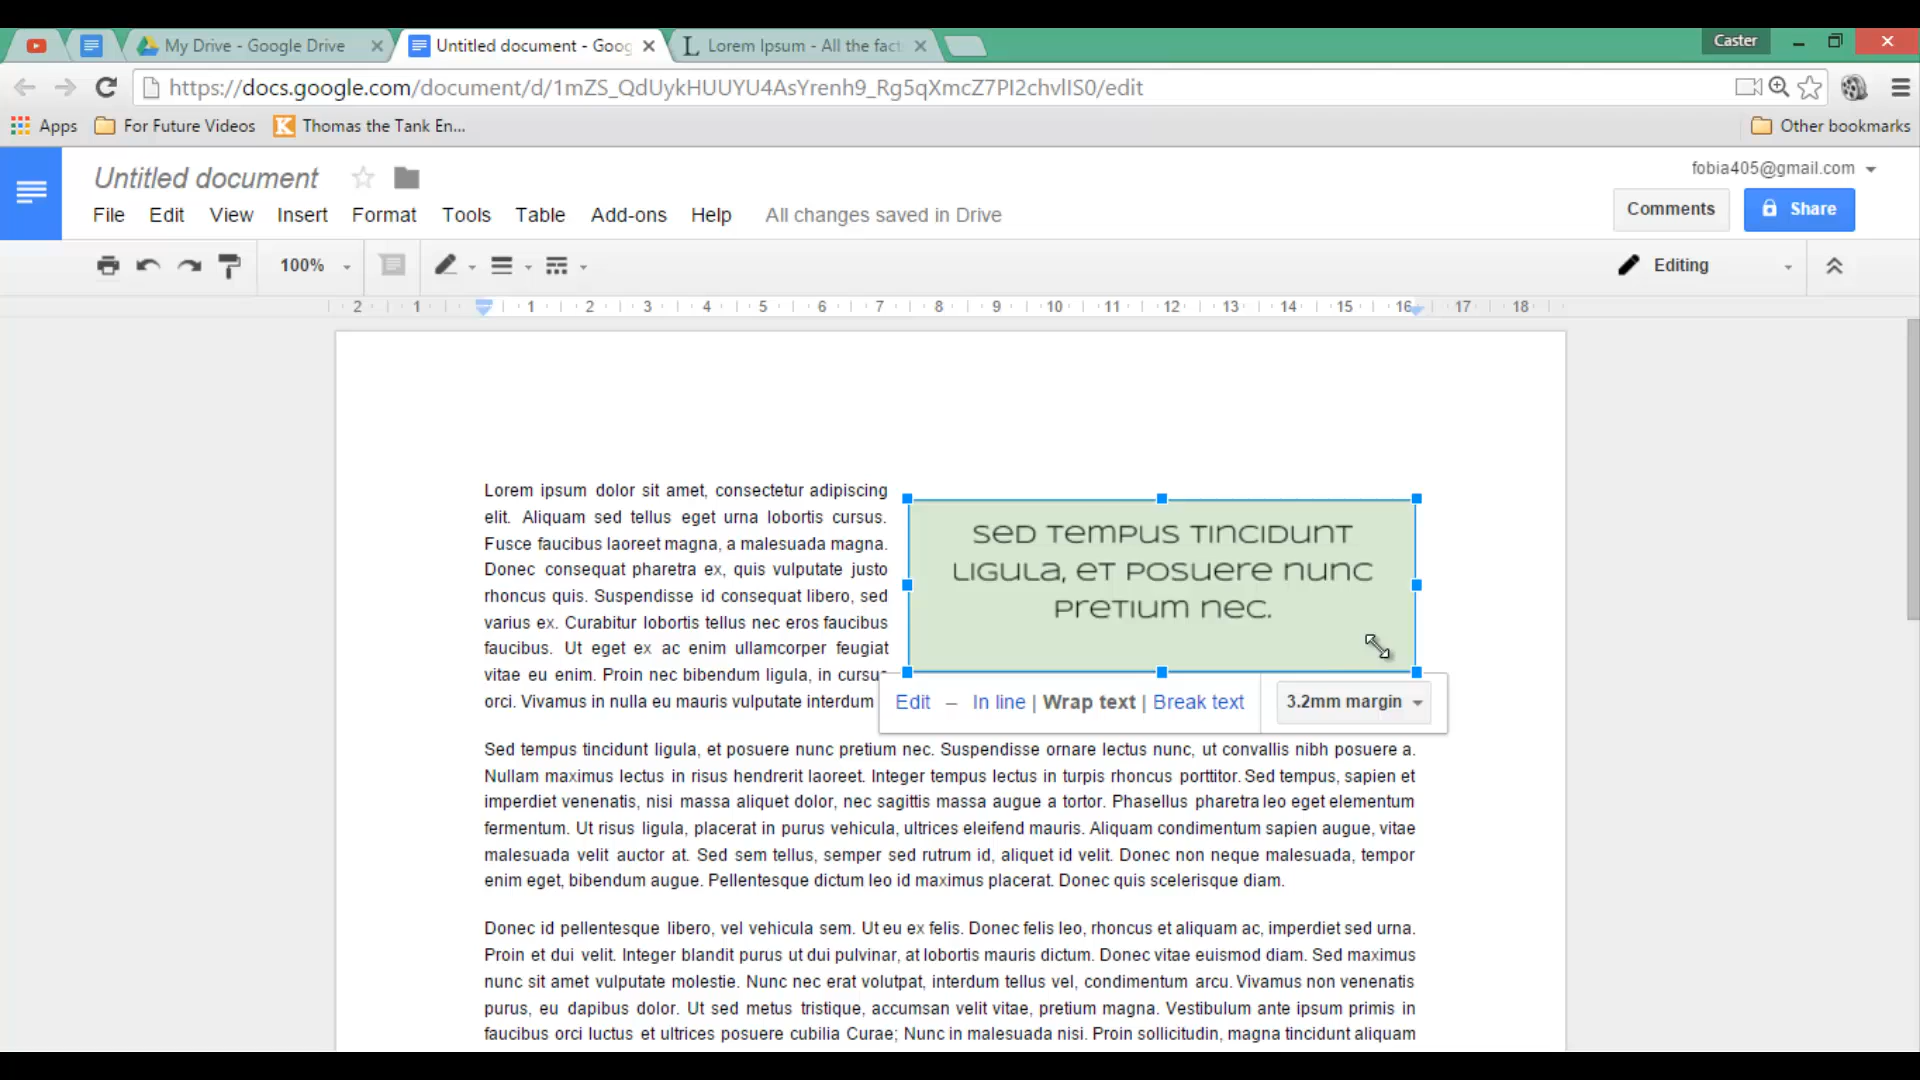 My Drive - Google Drive
Untitled document - Goog
Lorem Ipsum - All the fact
Caster
https://docs.google.com/document/d/1mZS_QdUykHUUYU4AsYrenh9_Rg5qXmcZ7PI2chvlIS0/edit
Apps
For Future Videos
Thomas the Tank En...
Other bookmarks
Untitled document
fobia405@gmail.com
File Edit View Insert Format Tools Table Add-ons Help All changes saved in Drive
Comments
Share
100%
Editing
2 1 1 2 3 4 5 6 7 8 9 10 11 12 13 14 15 16 17 18
Lorem ipsum dolor sit amet, consectetur adipiscing
elit. Aliquam sed tellus eget urna lobortis cursus.
Fusce faucibus laoreet magna, a malesuada magna.
Donec consequat pharetra ex, quis vulputate justo
rhoncus quis. Suspendisse id consequat libero, sed
varius ex. Curabitur lobortis tellus nec eros faucibus
faucibus. Ut eget ex ac enim ullamcorper feugiat
vitae eu enim. Proin nec bibendum ligula, in cursus
orci. Vivamus in nulla eu mauris vulputate interdum
sed tempus tincidunt
ligula, et posuere nunc
pretium nec.
Edit – In line | Wrap text | Break text
3.2mm margin
Sed tempus tincidunt ligula, et posuere nunc pretium nec. Suspendisse ornare lectus nunc, ut convallis nibh posuere a.
Nullam maximus lectus in risus hendrerit laoreet. Integer tempus lectus in turpis rhoncus porttitor. Sed tempus, sapien et
imperdiet venenatis, nisi massa aliquet dolor, nec sagittis massa augue a tortor. Phasellus pharetra leo eget elementum
fermentum. Ut risus ligula, placerat in purus vehicula, ultrices eleifend mauris. Aliquam condimentum sapien augue, vitae
malesuada velit auctor at. Sed sem tellus, semper sed rutrum id, aliquet id velit. Donec non neque malesuada, tempor
enim eget, bibendum augue. Pellentesque dictum leo id maximus placerat. Donec quis scelerisque diam.
Donec id pellentesque libero, vel vehicula sem. Ut eu ex felis. Donec felis leo, rhoncus et aliquam ac, imperdiet sed urna.
Proin et dui velit. Integer blandit purus ut dui pulvinar, at lobortis mauris dictum. Donec vitae euismod diam. Sed maximus
nunc sit amet vulputate molestie. Nunc nec erat volutpat, interdum tellus vel, condimentum arcu. Vivamus non venenatis
purus, eu dapibus dolor. Ut sed metus tristique, accumsan velit vitae, pretium magna. Vestibulum ante ipsum primis in
faucibus orci luctus et ultrices posuere cubilia Curae; Nunc in malesuada nisi. Proin sollicitudin, magna tincidunt aliquam